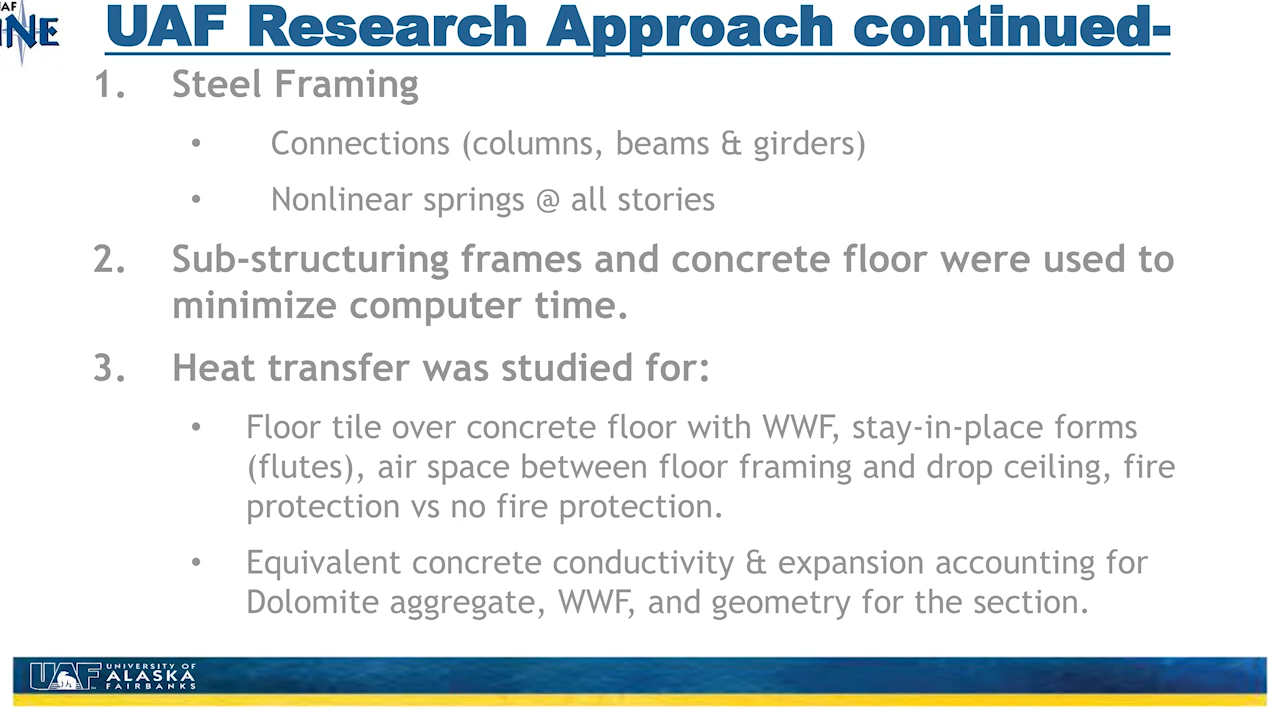 UAF Research Approach continued-
1. Steel Framing
• Connections (columns, beams & girders)
• Nonlinear springs @ all stories
2. Sub-structuring frames and concrete floor were used to
minimize computer time.
3. Heat transfer was studied for:
• Floor tile over concrete floor with WWF, stay-in-place forms
(flutes), air space between floor framing and drop ceiling, fire
protection vs no fire protection.
• Equivalent concrete conductivity & expansion accounting for
Dolomite aggregate, WWF, and geometry for the section.
UAF
UNIVERSITY OF
ALASKA
FAIRBANKS